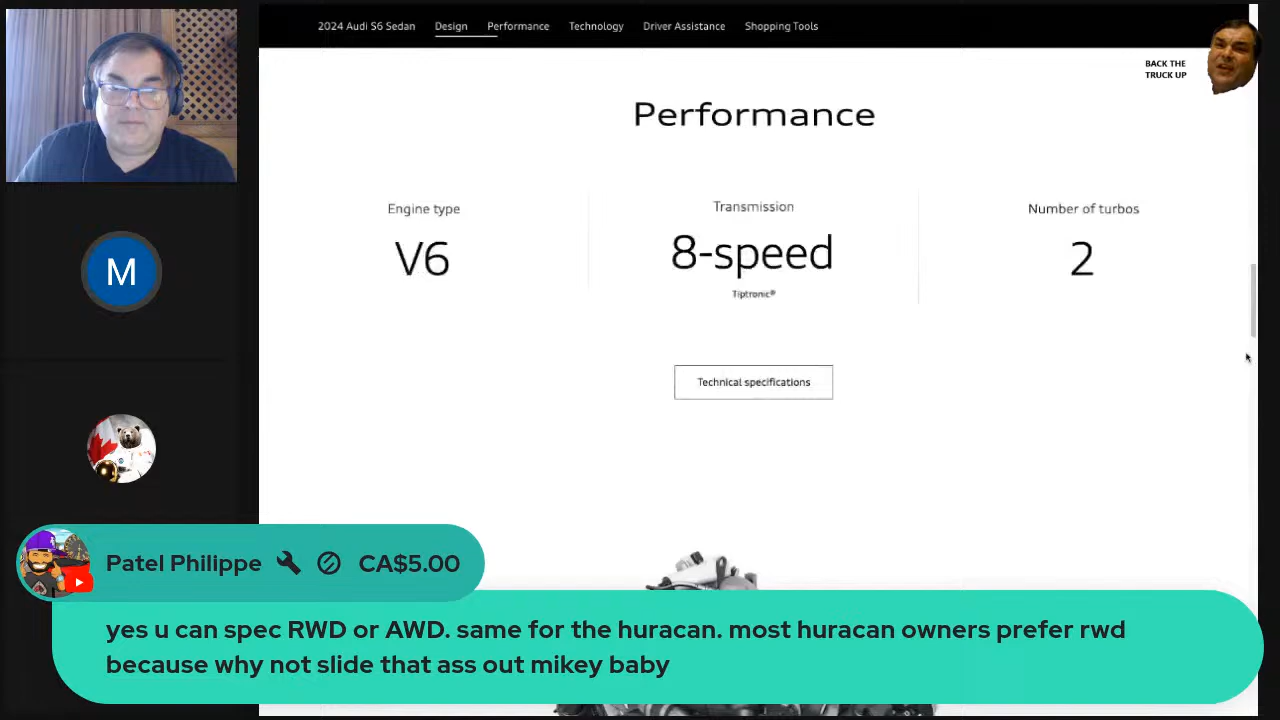 2024 Audi S6 Sedan Design Performance Technology Driver Assistance Shopping Tools
BACK THE
TRUCK UP
Performance
Engine type
V6
Transmission
8-speed
Tiptronic®
Number of turbos
2
Technical specifications
M
Patel Philippe CA$5.00
yes u can spec RWD or AWD. same for the huracan. most huracan owners prefer rwd
because why not slide that ass out mikey baby